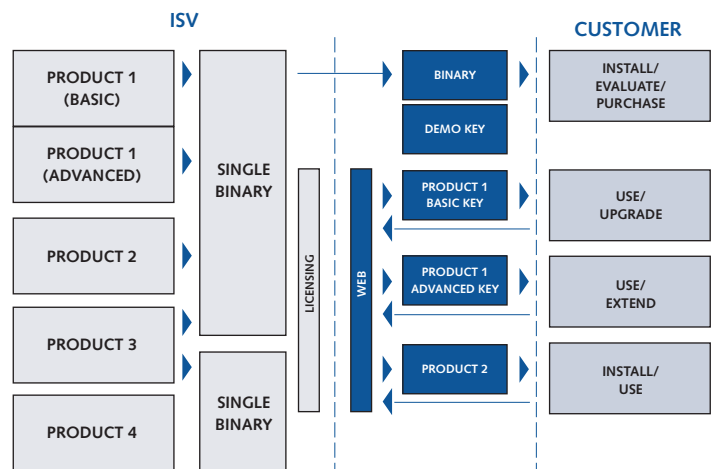 ISV
CUSTOMER
PRODUCT 1
(BASIC)
PRODUCT 1
(ADVANCED)
PRODUCT 2
PRODUCT 3
PRODUCT 4
SINGLE
BINARY
SINGLE
BINARY
LICENSING
WEB
BINARY
DEMO KEY
PRODUCT 1
BASIC KEY
PRODUCT 1
ADVANCED KEY
PRODUCT 2
INSTALL/
EVALUATE/
PURCHASE
USE/
UPGRADE
USE/
EXTEND
INSTALL/
USE